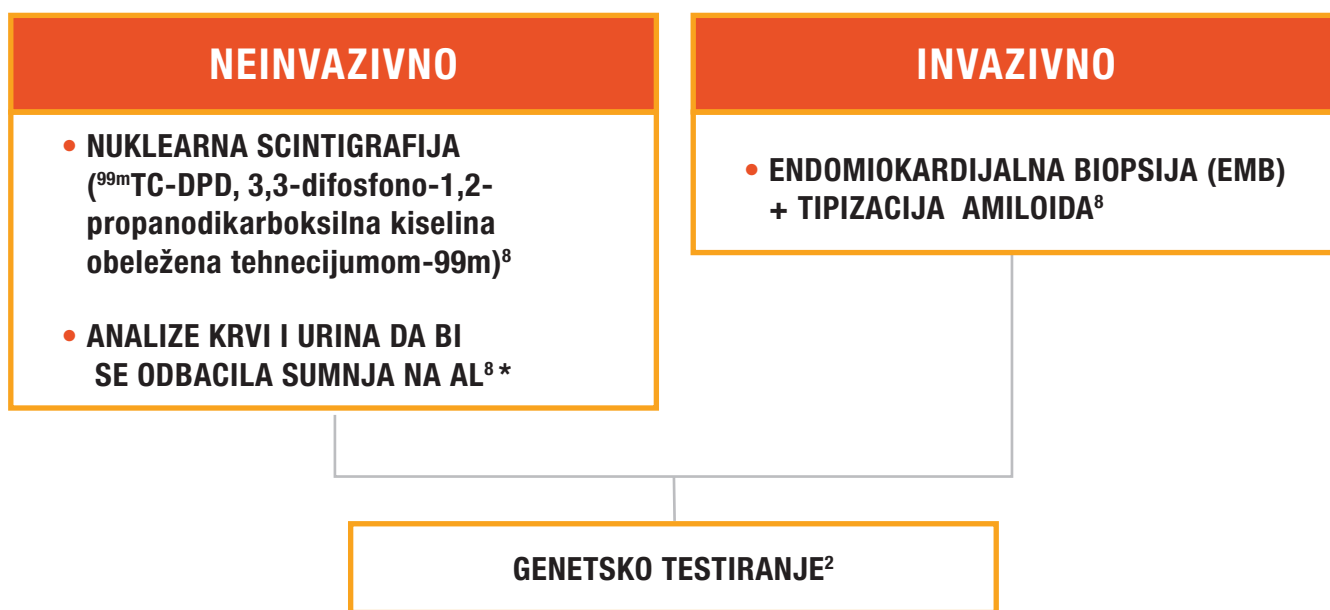 NEINVAZIVNO
• NUKLEARNA SCINTIGRAFIJA
(⁹⁹ᵐTC-DPD, 3,3-difosfono-1,2-
propanodikarboksilna kiselina
obeležena tehnecijumom-99m)⁸
• ANALIZE KRVI I URINA DA BI
SE ODBACILA SUMNJA NA AL⁸ *
INVAZIVNO
• ENDOMIOKARDIJALNA BIOPSIJA (EMB)
+ TIPIZACIJA AMILOIDA⁸
GENETSKO TESTIRANJE²